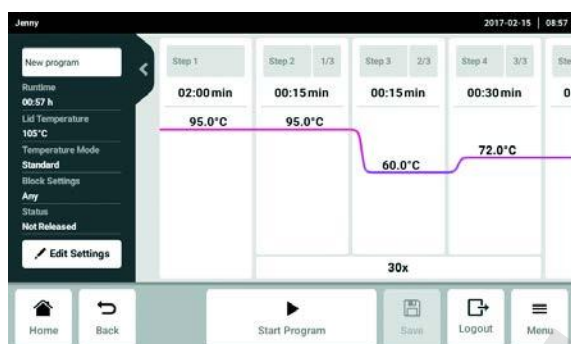 Jenny
2017-02-15 | 08:57
New program
Runtime
00:57 h
Lid Temperature
105°C
Temperature Mode
Standard
Block Settings
Any
Status
Not Released
Edit Settings
Step 1
Step 2 1/3
Step 3 2/3
Step 4 3/3
Ste
02:00 min
00:15 min
00:15 min
00:30 min
0
95.0°C
95.0°C
60.0°C
72.0°C
30x
Home
Back
Start Program
Save
Logout
Menu